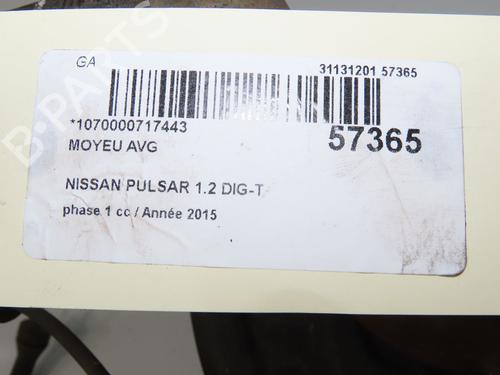 GA
31131201 57365
*1070000717443
57365
MOYEU AVG
NISSAN PULSAR 1.2 DIG-T
phase 1 cc / Année 2015
B-PARTS